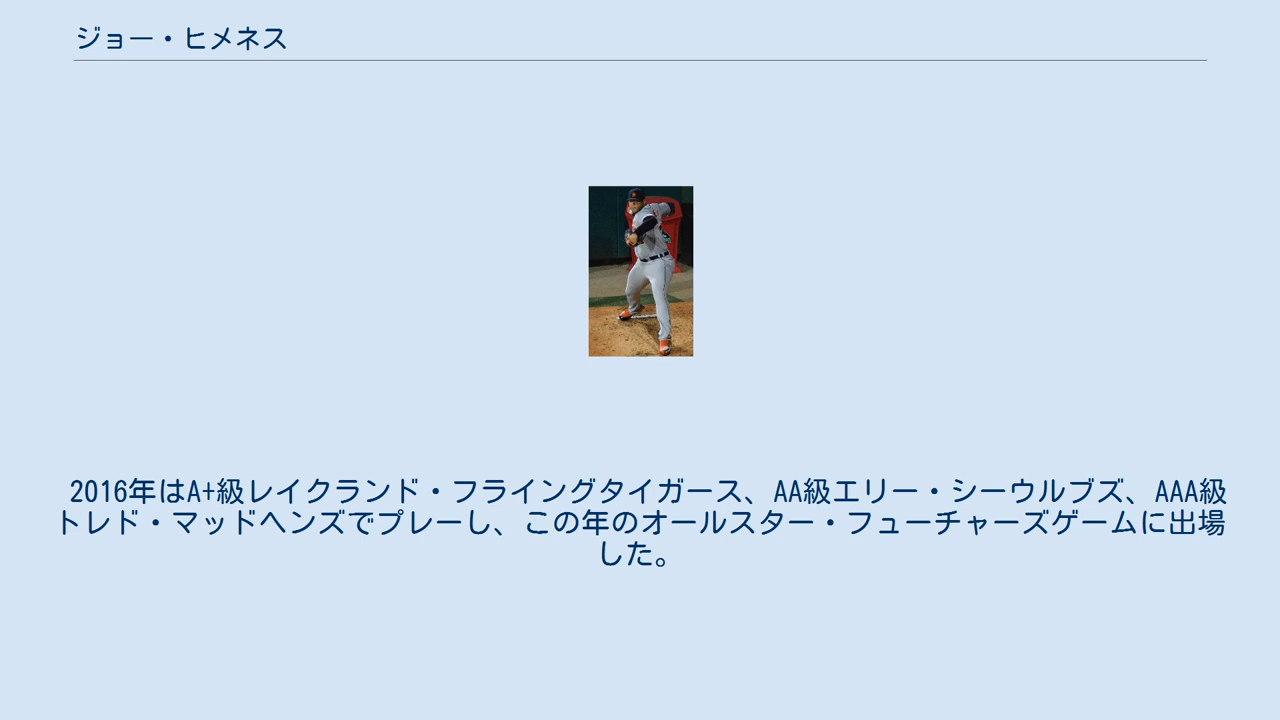 ジョー・ヒメネス
2016年はA+級レイクランド・フライングタイガース、AA級エリー・シーウルブズ、AAA級
トレド・マッドヘンズでプレーし、この年のオールスター・フューチャーズゲームに出場
した。